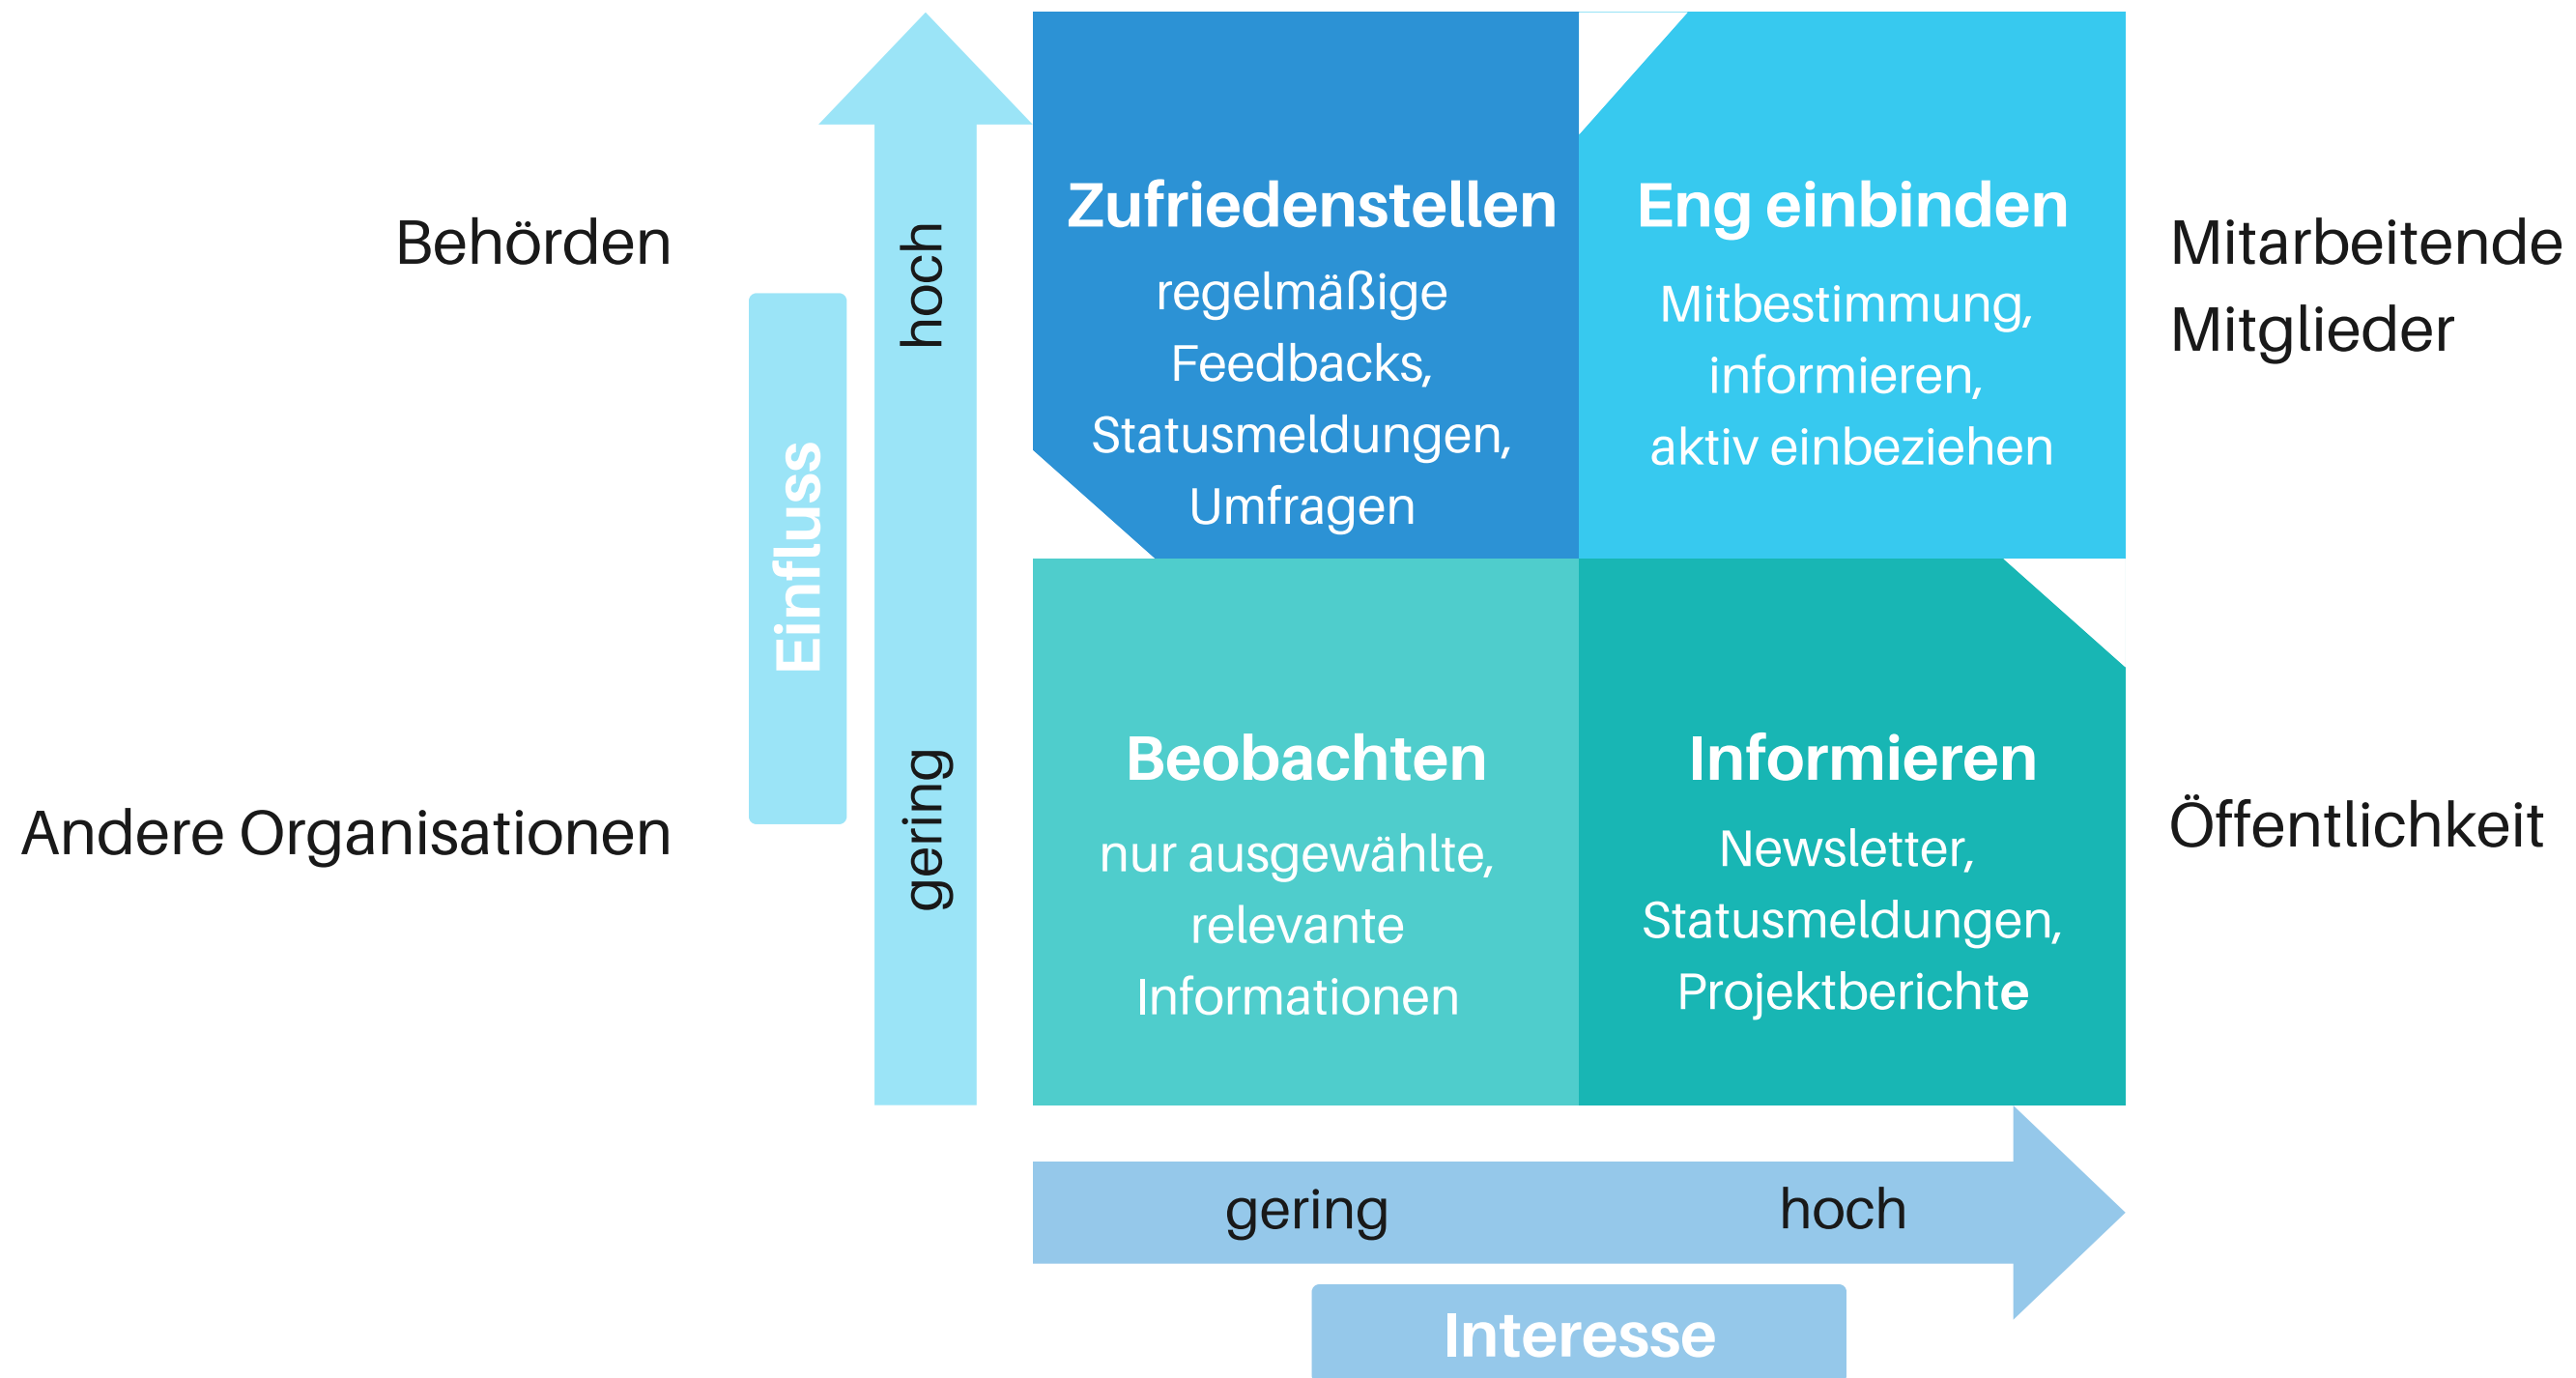 Behörden
Andere Organisationen
Einfluss
hoch
gering
Zufriedenstellen
regelmäßige
Feedbacks,
Statusmeldungen,
Umfragen
Eng einbinden
Mitbestimmung,
informieren,
aktiv einbeziehen
Mitarbeitende
Mitglieder
Beobachten
nur ausgewählte,
relevante
Informationen
Informieren
Newsletter,
Statusmeldungen,
Projektberichte
Öffentlichkeit
gering
hoch
Interesse